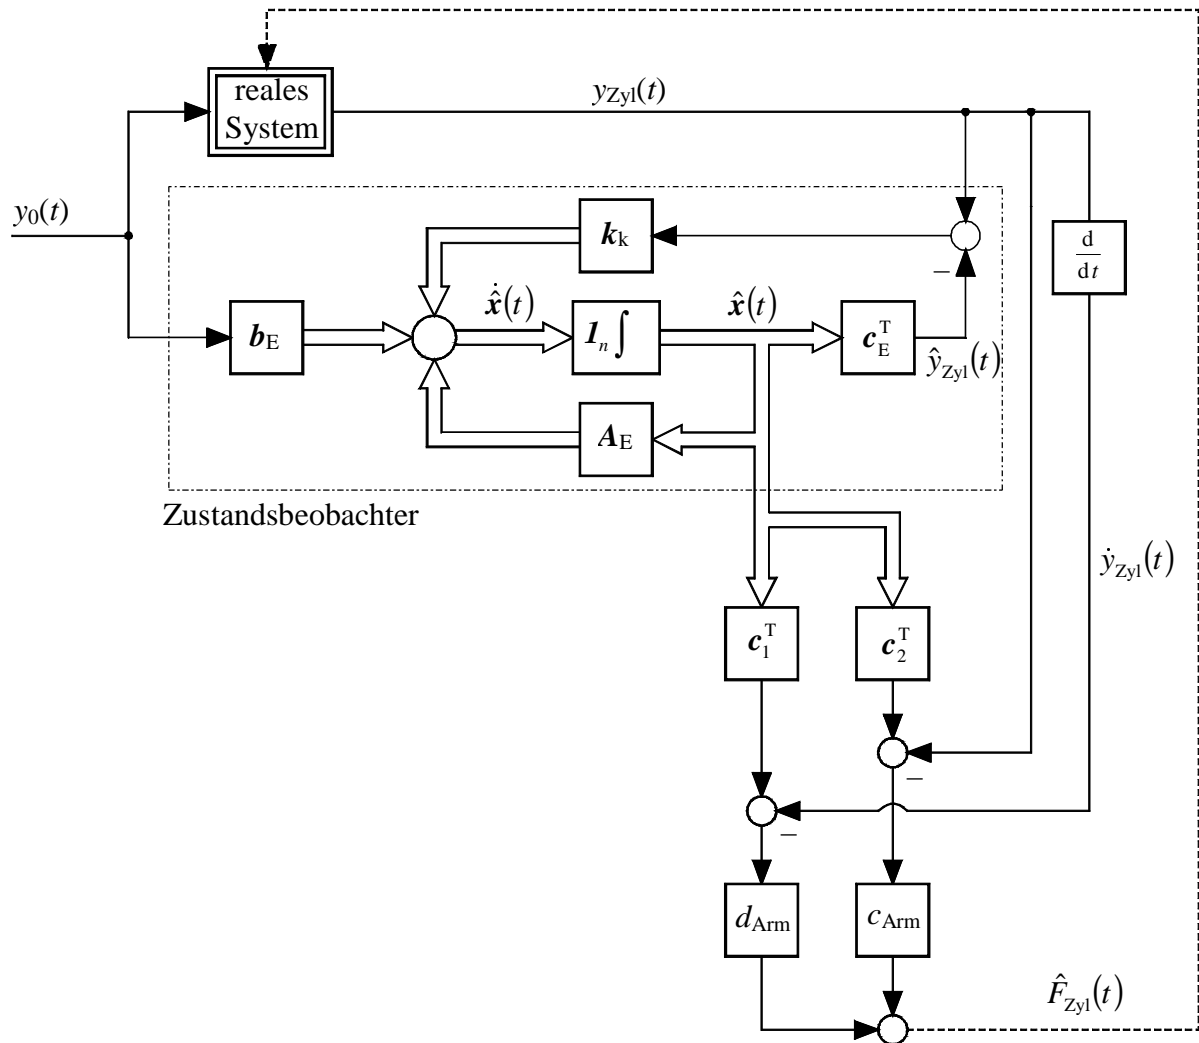 reales
System
y_Zyl(t)
y_0(t)
k_k
−
d
dt
b_E
ẋ̂(t)
1_n ∫
x̂(t)
c_E^T
ŷ_Zyl(t)
A_E
Zustandsbeobachter
ẏ_Zyl(t)
c_1^T
c_2^T
−
−
d_Arm
c_Arm
F̂_Zyl(t)